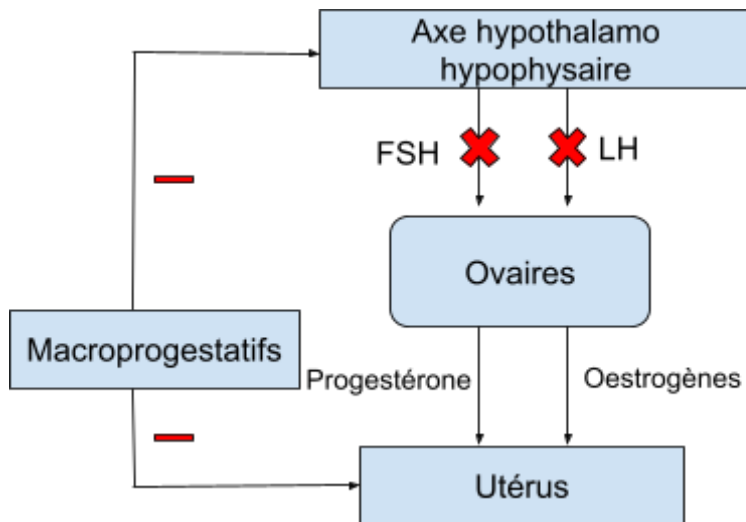 Axe hypothalamo
hypophysaire
FSH
LH
Ovaires
Macroprogestatifs
Progestérone
Oestrogènes
Utérus